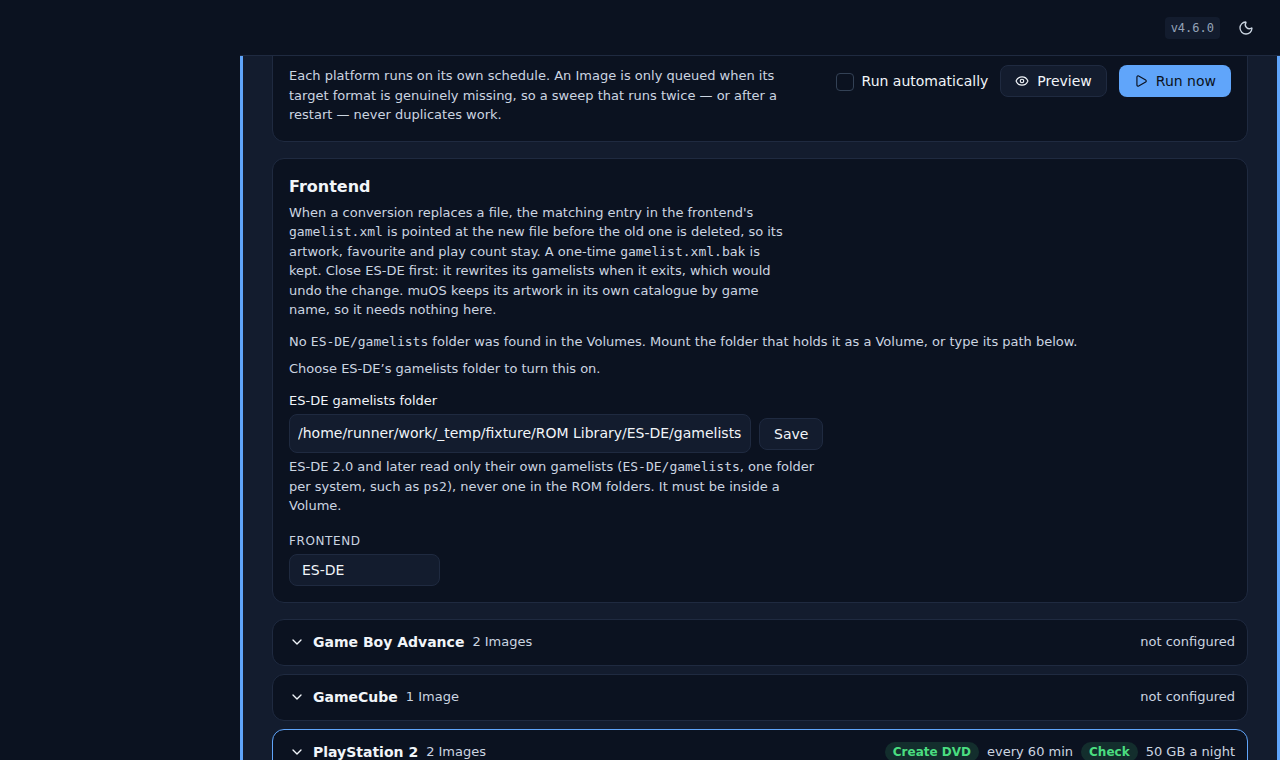 v4.6.0
Each platform runs on its own schedule. An Image is only queued when its
target format is genuinely missing, so a sweep that runs twice — or after a
restart — never duplicates work.
Run automatically
Preview
Run now
Frontend
When a conversion replaces a file, the matching entry in the frontend's
gamelist.xml is pointed at the new file before the old one is deleted, so its
artwork, favourite and play count stay. A one-time gamelist.xml.bak is
kept. Close ES-DE first: it rewrites its gamelists when it exits, which would
undo the change. muOS keeps its artwork in its own catalogue by game
name, so it needs nothing here.
No ES-DE/gamelists folder was found in the Volumes. Mount the folder that holds it as a Volume, or type its path below.
Choose ES-DE’s gamelists folder to turn this on.
ES-DE gamelists folder
/home/runner/work/_temp/fixture/ROM Library/ES-DE/gamelists
Save
ES-DE 2.0 and later read only their own gamelists (ES-DE/gamelists, one folder
per system, such as ps2), never one in the ROM folders. It must be inside a
Volume.
FRONTEND
ES-DE
Game Boy Advance 2 Images not configured
GameCube 1 Image not configured
PlayStation 2 2 Images Create DVD every 60 min Check 50 GB a night